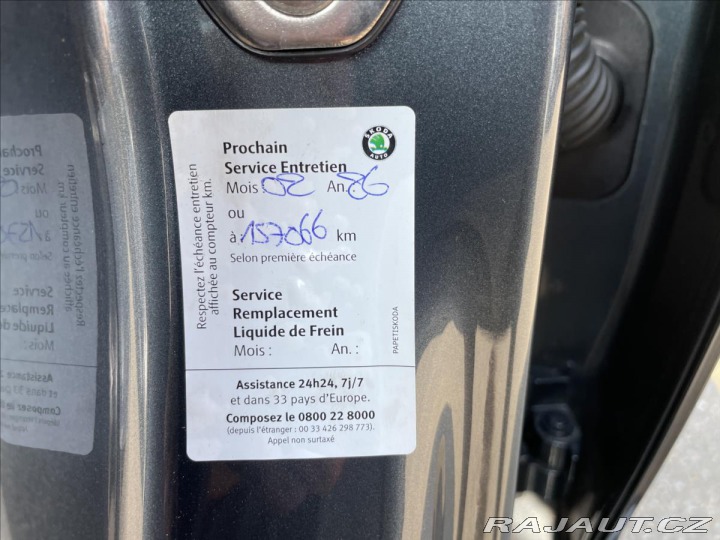 ŠKODA
AUTO
Prochain
Service Entretien
Mois: 02 An.: 26
ou
à 157066 km
Selon première échéance
Respectez l'échéance entretien
affichée au compteur km.
Service
Remplacement
Liquide de Frein
Mois : An. :
PAPETISKODA
Assistance 24h24, 7j/7
et dans 33 pays d'Europe.
Composez le 0800 22 8000
(depuis l'étranger : 00 33 426 298 773).
Appel non surtaxé
RAJAUT.CZ